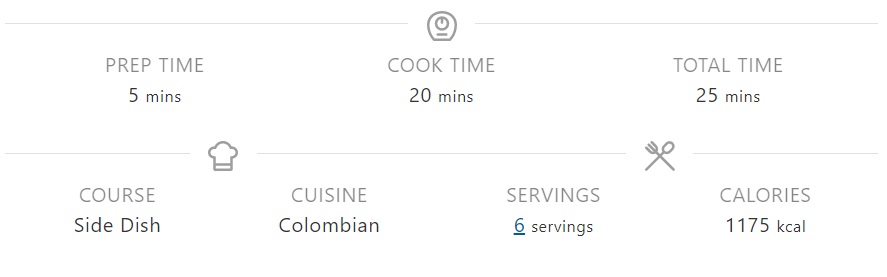 PREP TIME COOK TIME TOTAL TIME
5 mins 20 mins 25 mins
COURSE CUISINE SERVINGS CALORIES
Side Dish Colombian 6 servings 1175 kcal